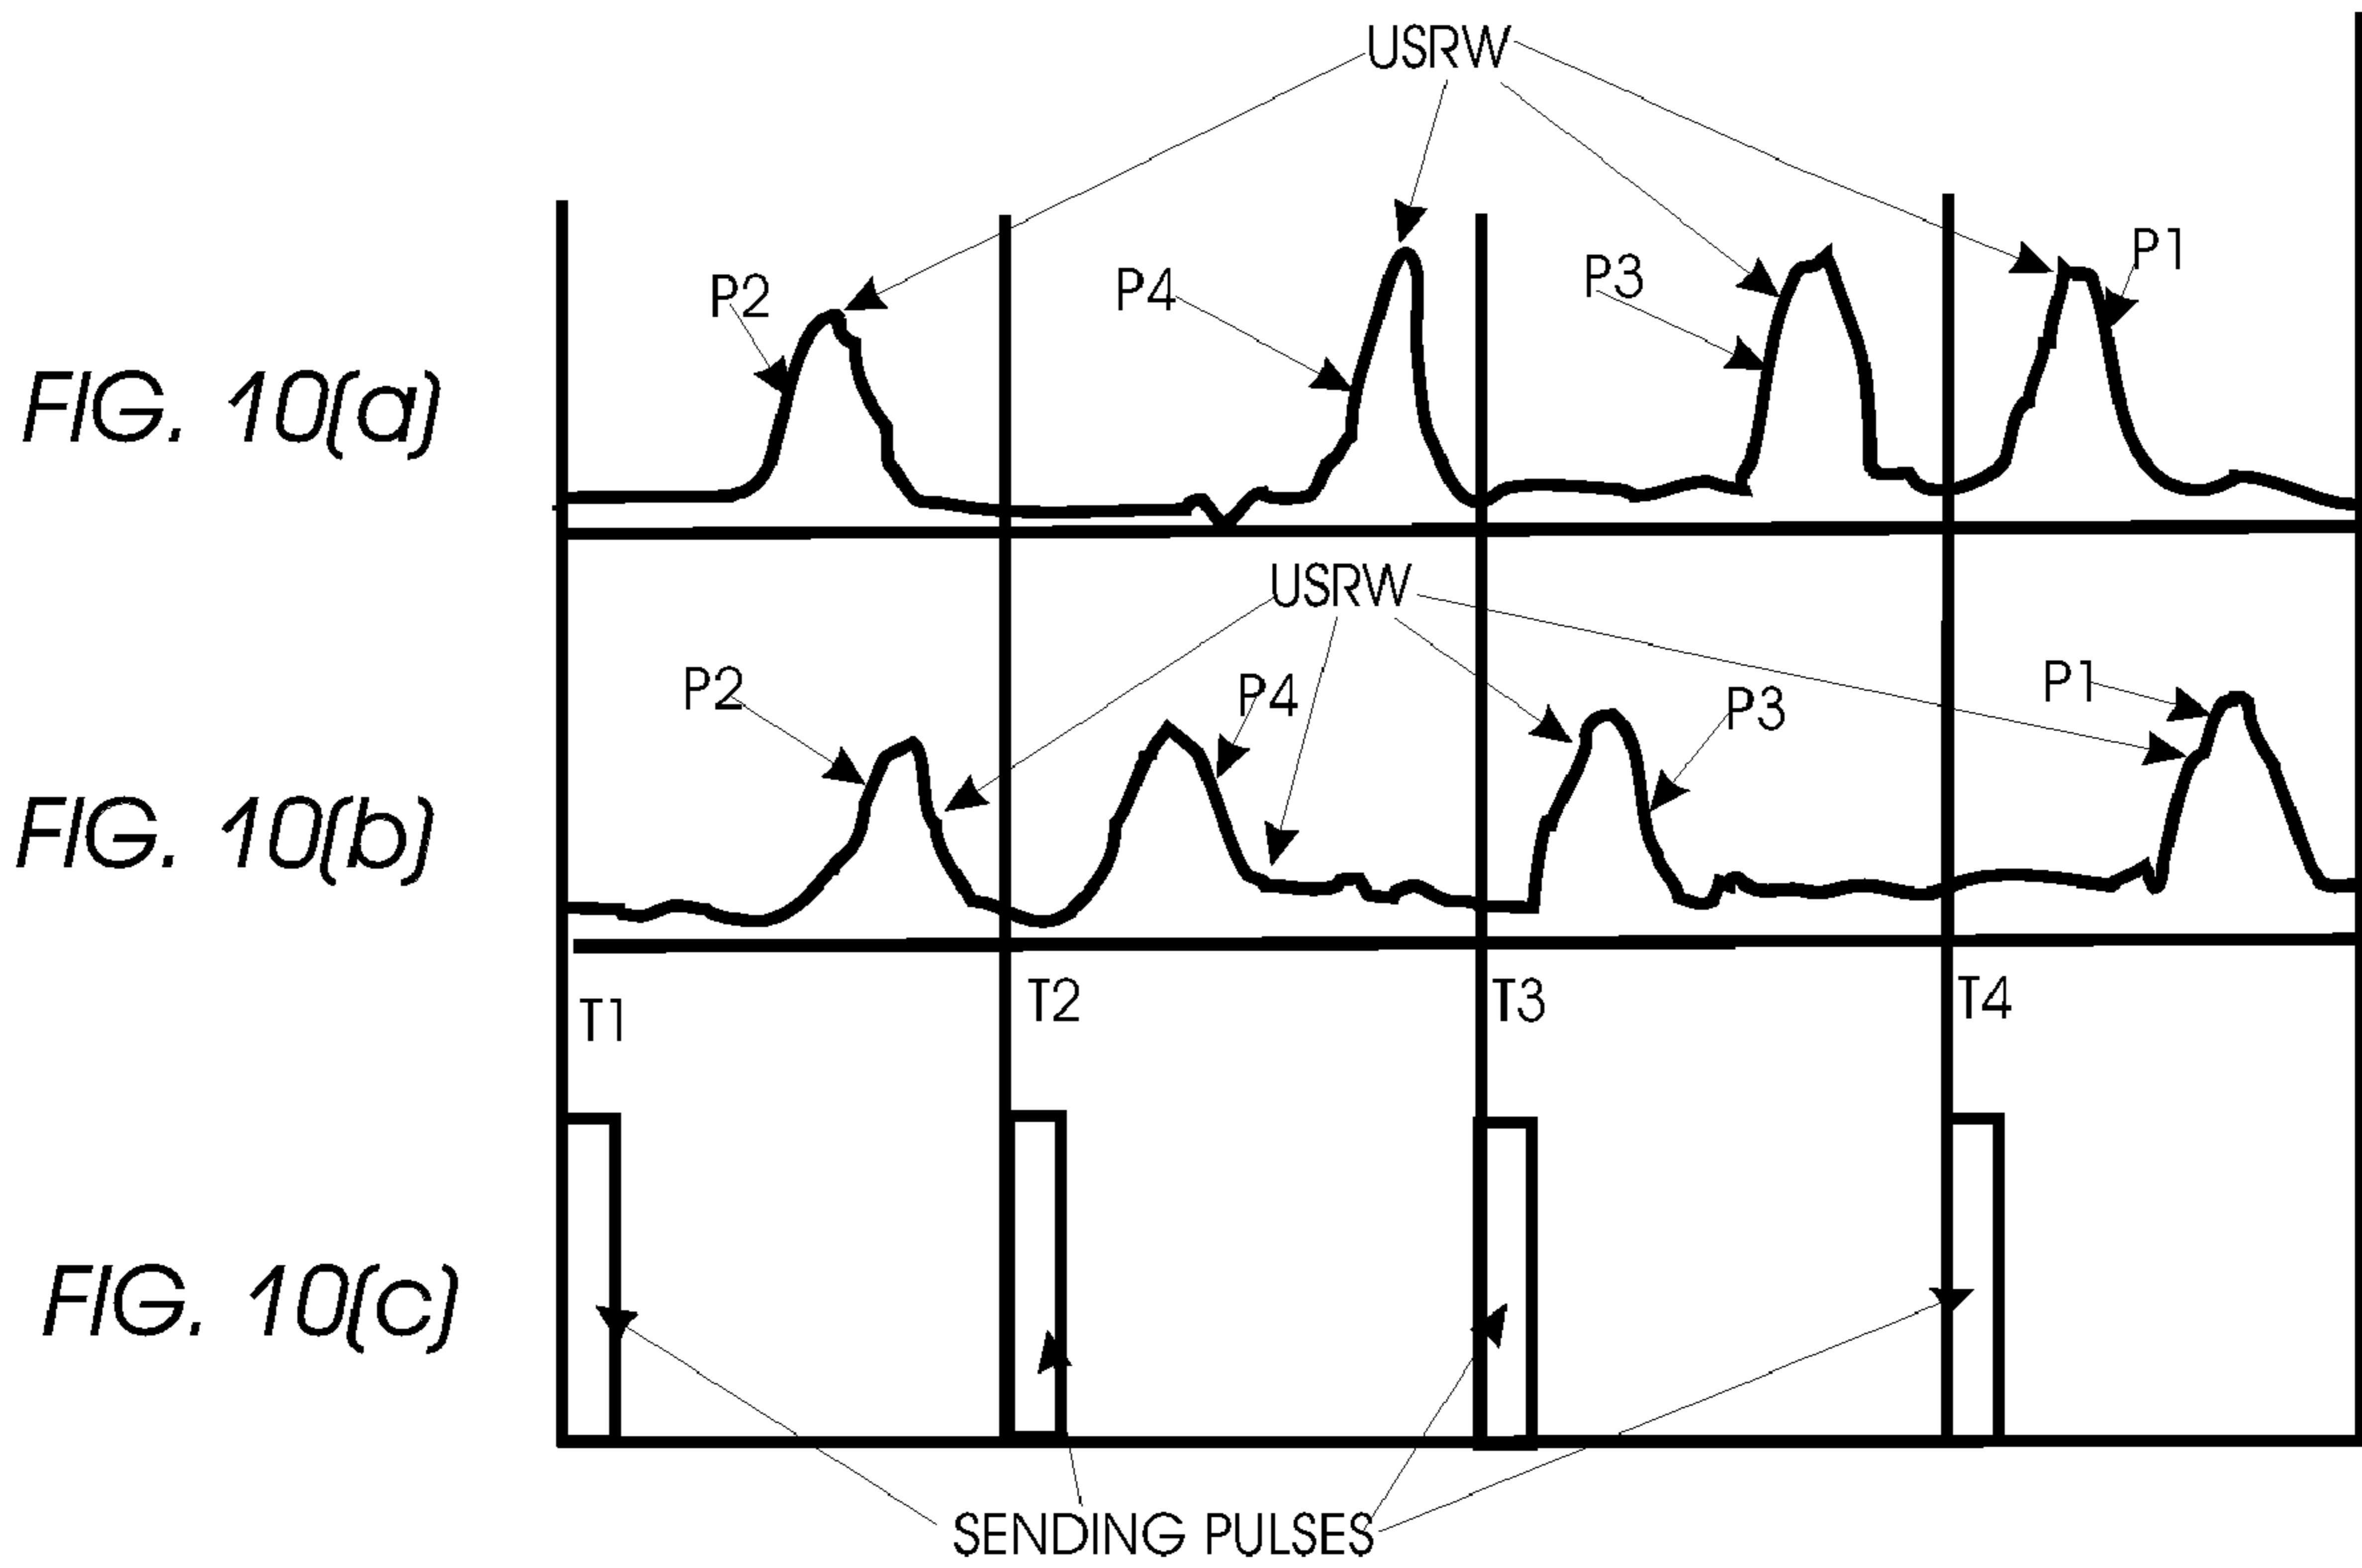 USRW
P2
P4
P3
P1
FIG. 10(a)
USRW
P2
P4
P3
P1
FIG. 10(b)
T1
T2
T3
T4
FIG. 10(c)
SENDING PULSES